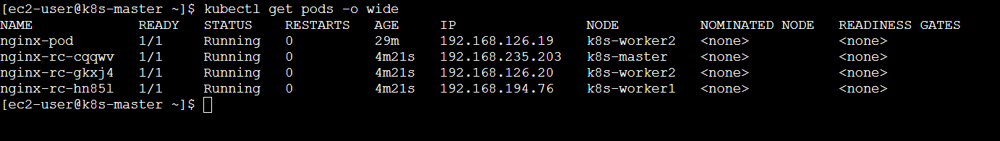 [ec2-user@k8s-master ~]$ kubectl get pods -o wide
NAME READY STATUS RESTARTS AGE IP NODE NOMINATED NODE READINESS GATES
nginx-pod 1/1 Running 0 29m 192.168.126.19 k8s-worker2 <none> <none>
nginx-rc-cqqwv 1/1 Running 0 4m21s 192.168.235.203 k8s-master <none> <none>
nginx-rc-gkxj4 1/1 Running 0 4m21s 192.168.126.20 k8s-worker2 <none> <none>
nginx-rc-hn85l 1/1 Running 0 4m21s 192.168.194.76 k8s-worker1 <none> <none>
[ec2-user@k8s-master ~]$